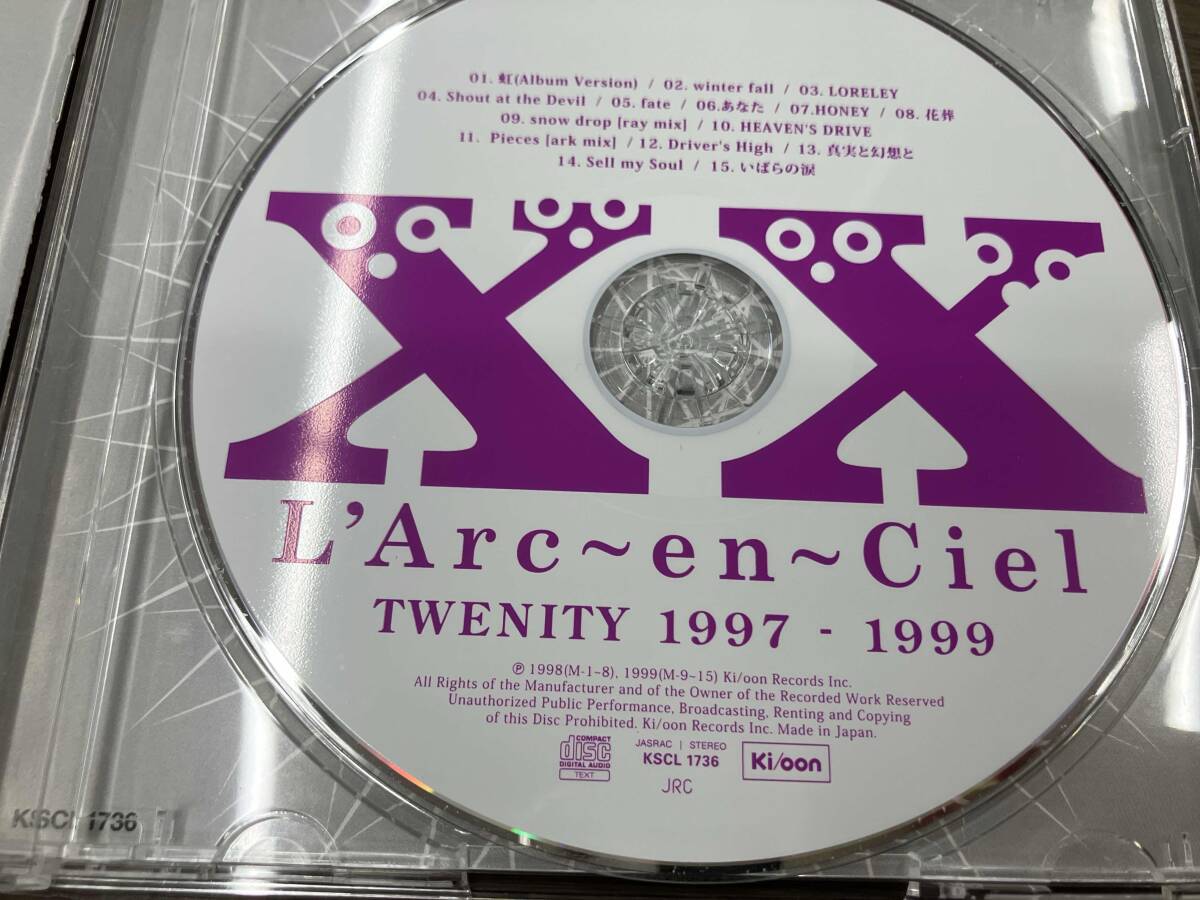 01. 虹(Album Version) / 02. winter fall / 03. LORELEY
04. Shout at the Devil / 05. fate / 06.あなた / 07.HONEY / 08. 花葬
09. snow drop [ray mix] / 10. HEAVEN'S DRIVE
11. Pieces [ark mix] / 12. Driver's High / 13. 真実と幻想と
14. Sell my Soul / 15. いばらの涙
XX
L'Arc~en~Ciel
TWENITY 1997 - 1999
℗ 1998(M-1~8), 1999(M-9~15) Ki/oon Records Inc.
All Rights of the Manufacturer and of the Owner of the Recorded Work Reserved
Unauthorized Public Performance, Broadcasting, Renting and Copying
of this Disc Prohibited. Ki/oon Records Inc. Made in Japan.
COMPACT
disc
DIGITAL AUDIO
TEXT
JASRAC | STEREO
KSCL 1736
JRC
Ki/oon
KSCL 1736